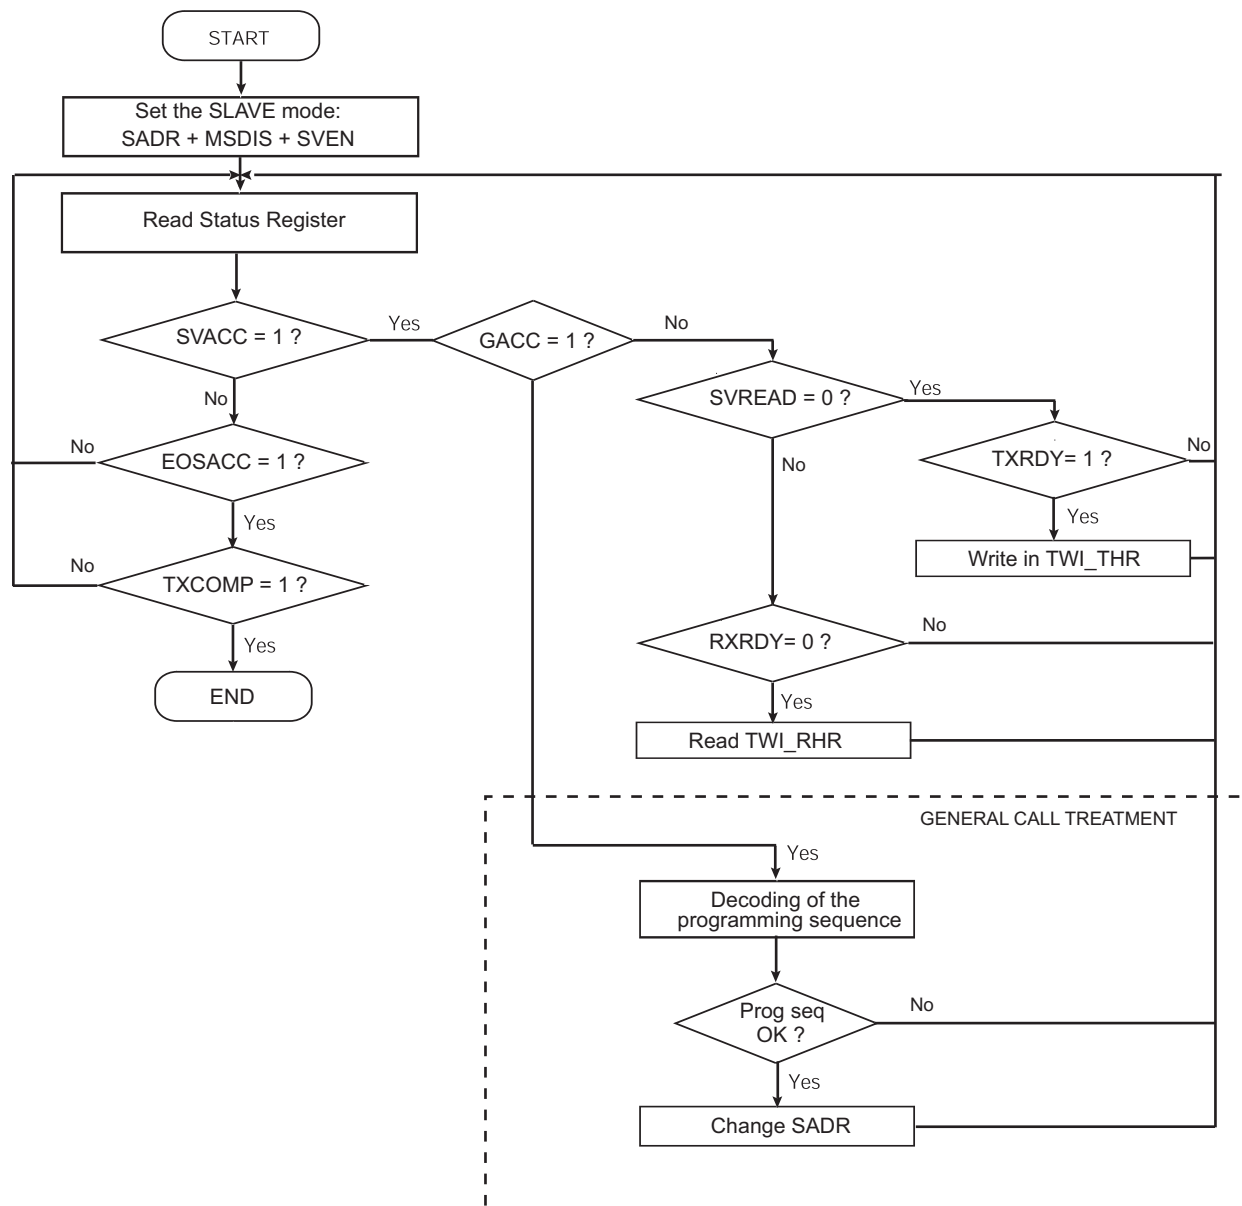 START
Set the SLAVE mode:
SADR + MSDIS + SVEN
Read Status Register
SVACC = 1 ?
Yes
GACC = 1 ?
No
SVREAD = 0 ?
Yes
TXRDY= 1 ?
No
Yes
Write in TWI_THR
No
RXRDY= 0 ?
No
Yes
Read TWI_RHR
No
EOSACC = 1 ?
No
Yes
TXCOMP = 1 ?
No
Yes
END
GENERAL CALL TREATMENT
Yes
Decoding of the
programming sequence
Prog seq
OK ?
No
Yes
Change SADR